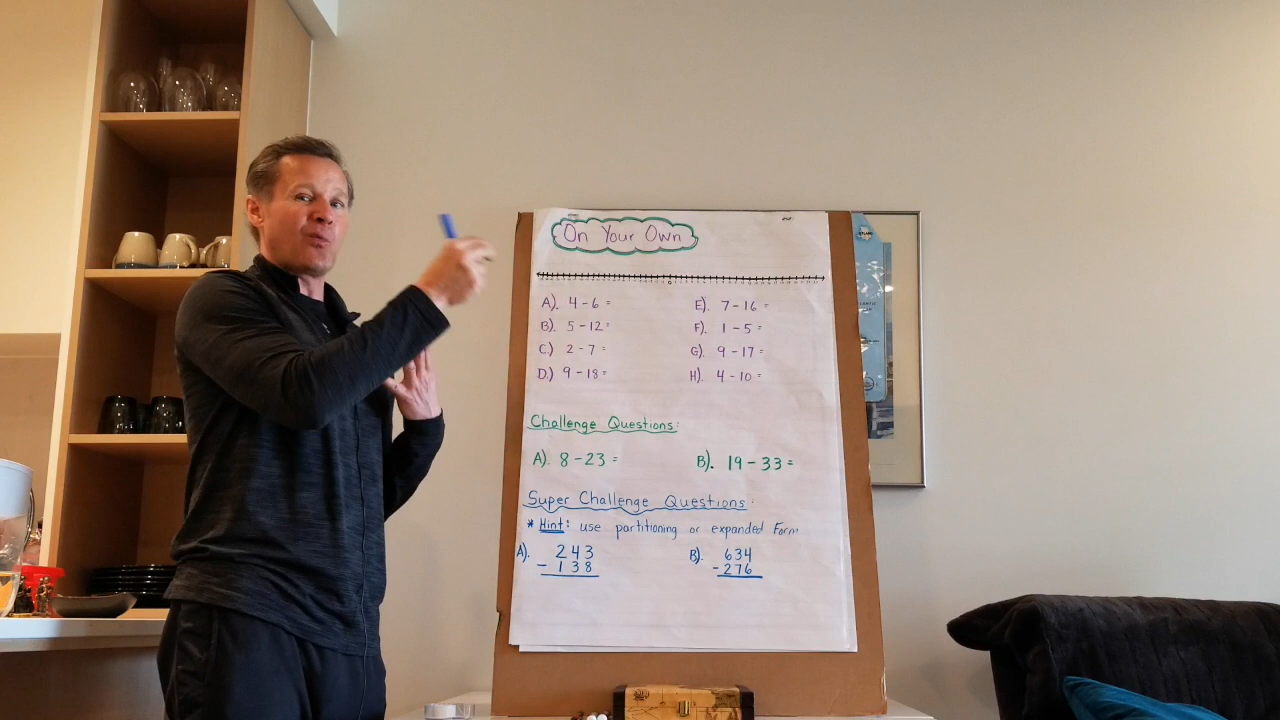 On Your Own
0
A). 4-6=
B). 5-12=
C.) 2-7=
D.) 9-18=
E). 7-16=
F). 1-5=
G). 9-17=
H). 4-10=
Challenge Questions:
A). 8-23=
B). 19-33=
Super Challenge Questions:
* Hint: use partitioning or expanded Form
A). 243
- 138
B). 634
-276